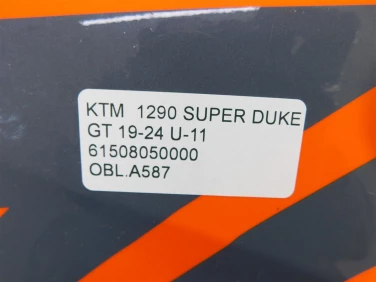 KTM 1290 SUPER DUKE
GT 19-24 U-11
61508050000
OBL.A587